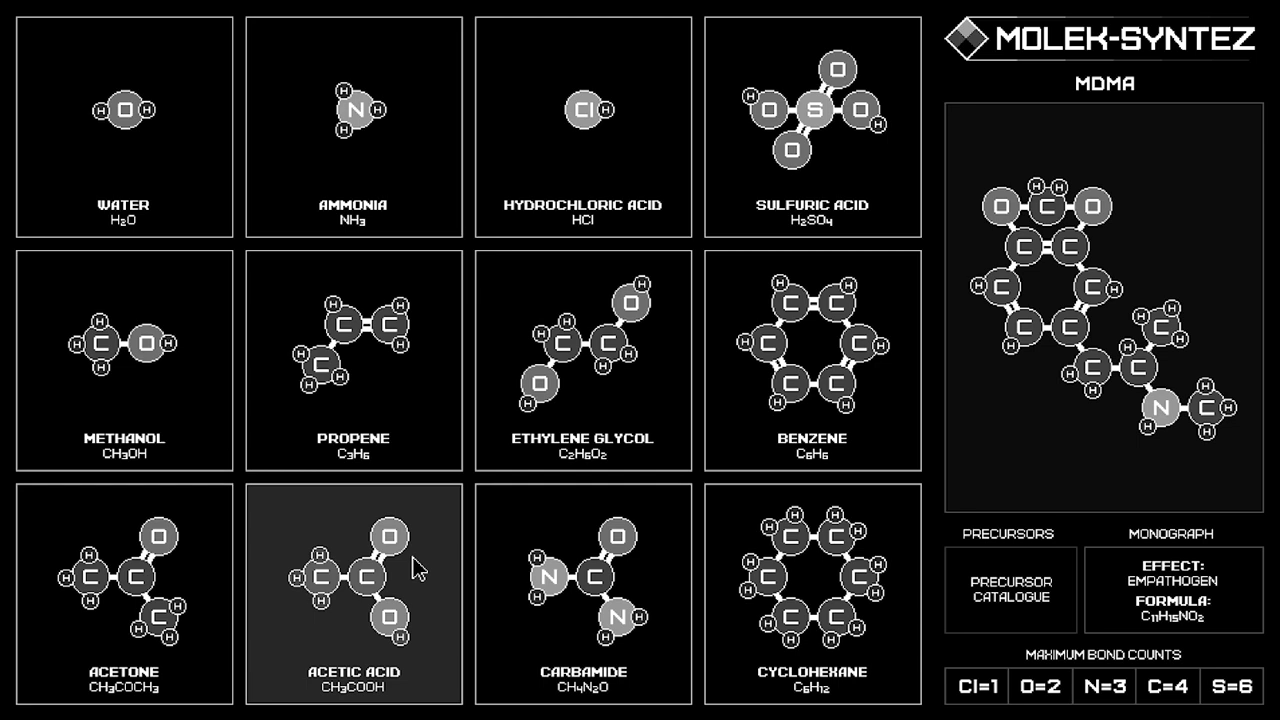 MOLEK-SYNTEZ
MDMA
H O H
WATER
H₂O
H N H H
AMMONIA
NH₃
Cl H
HYDROCHLORIC ACID
HCl
O H O S O H O
SULFURIC ACID
H₂SO₄
H H C O H H
METHANOL
CH₃OH
H H C C H H C H H
PROPENE
C₃H₆
H O H H C C H H O H
ETHYLENE GLYCOL
C₂H₆O₂
H H C C H C C H C C H H
BENZENE
C₆H₆
O H H C C H C H H H
ACETONE
CH₃COCH₃
O H H C C H O H
ACETIC ACID
CH₃COOH
O H N C H N H H
CARBAMIDE
CH₄N₂O
H H H C C H H C C H H H H C C H H H
CYCLOHEXANE
C₆H₁₂
H H
O C O
C C
H C C H
H H C
C C H
H H
H C C
H
N C H
H H
PRECURSORS
PRECURSOR
CATALOGUE
MONOGRAPH
EFFECT:
EMPATHOGEN
FORMULA:
C₁₁H₁₅NO₂
MAXIMUM BOND COUNTS
Cl=1 O=2 N=3 C=4 S=6